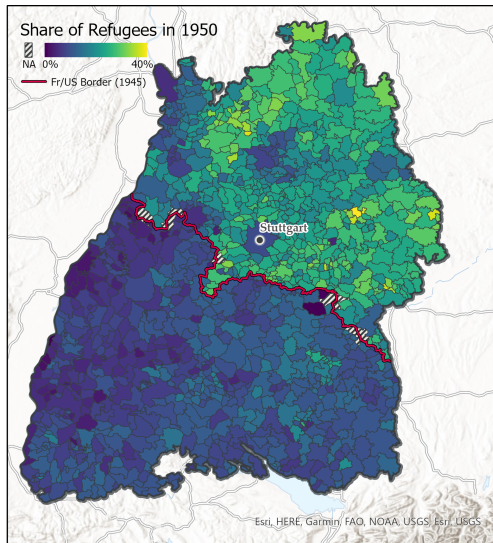 Share of Refugees in 1950
NA 0% 40%
Fr/US Border (1945)
Stuttgart
Esri, HERE, Garmin, FAO, NOAA, USGS, Esri, USGS